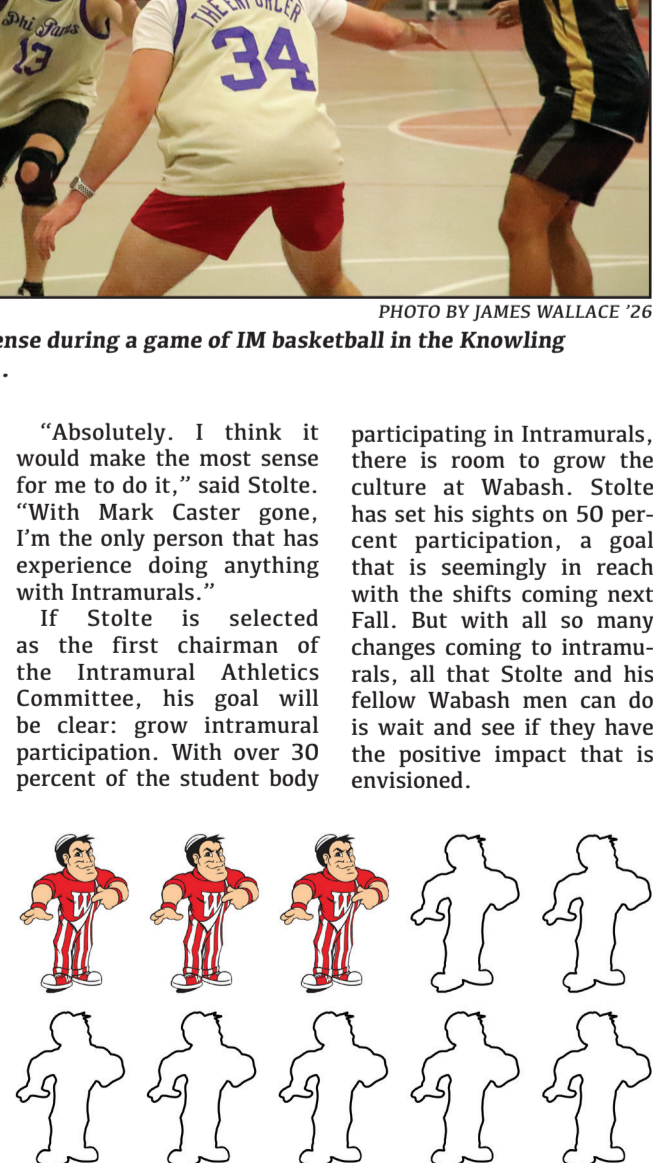 Phi Gams
13
THE ENFORCER
34
PHOTO BY JAMES WALLACE ’26
ense during a game of IM basketball in the Knowling
.
“Absolutely. I think it
would make the most sense
for me to do it,” said Stolte.
“With Mark Caster gone,
I’m the only person that has
experience doing anything
with Intramurals.”
If Stolte is selected
as the first chairman of
the Intramural Athletics
Committee, his goal will
be clear: grow intramural
participation. With over 30
percent of the student body
participating in Intramurals,
there is room to grow the
culture at Wabash. Stolte
has set his sights on 50 per-
cent participation, a goal
that is seemingly in reach
with the shifts coming next
Fall. But with all so many
changes coming to intramu-
rals, all that Stolte and his
fellow Wabash men can do
is wait and see if they have
the positive impact that is
envisioned.
W
W
W